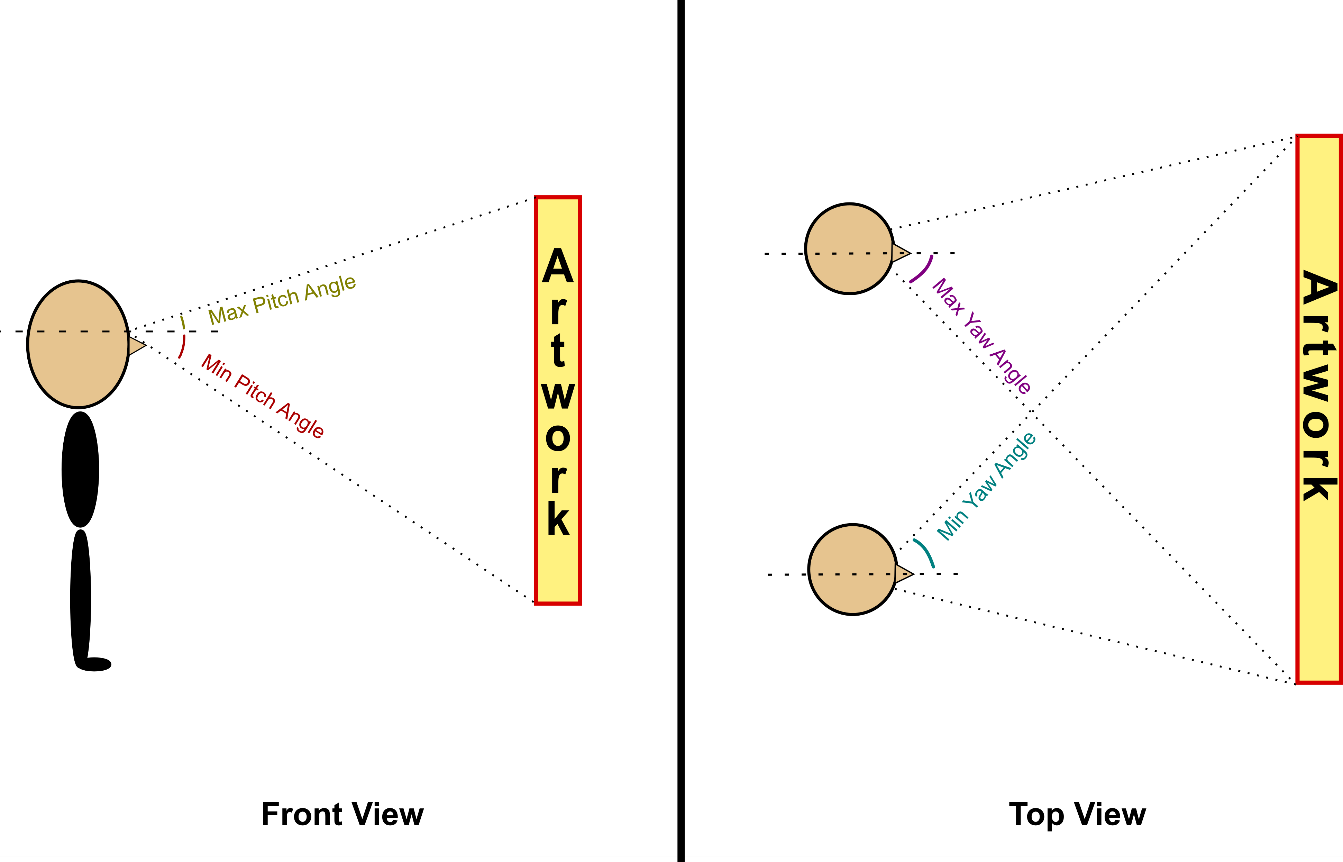 Max Pitch Angle
Min Pitch Angle
Artwork
Front View
Max Yaw Angle
Min Yaw Angle
Artwork
Top View